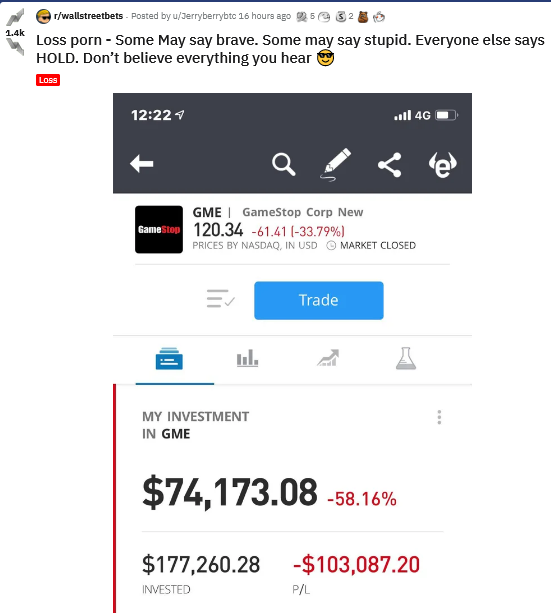 r/wallstreetbets · Posted by u/Jerryberrybtc 16 hours ago 5 3 2
1.4k
Loss porn - Some May say brave. Some may say stupid. Everyone else says
HOLD. Don’t believe everything you hear 😎
Loss
12:22 4G
GameStop
GME | GameStop Corp New
120.34 -61.41 (-33.79%)
PRICES BY NASDAQ, IN USD MARKET CLOSED
Trade
MY INVESTMENT
IN GME
$74,173.08 -58.16%
$177,260.28 -$103,087.20
INVESTED P/L